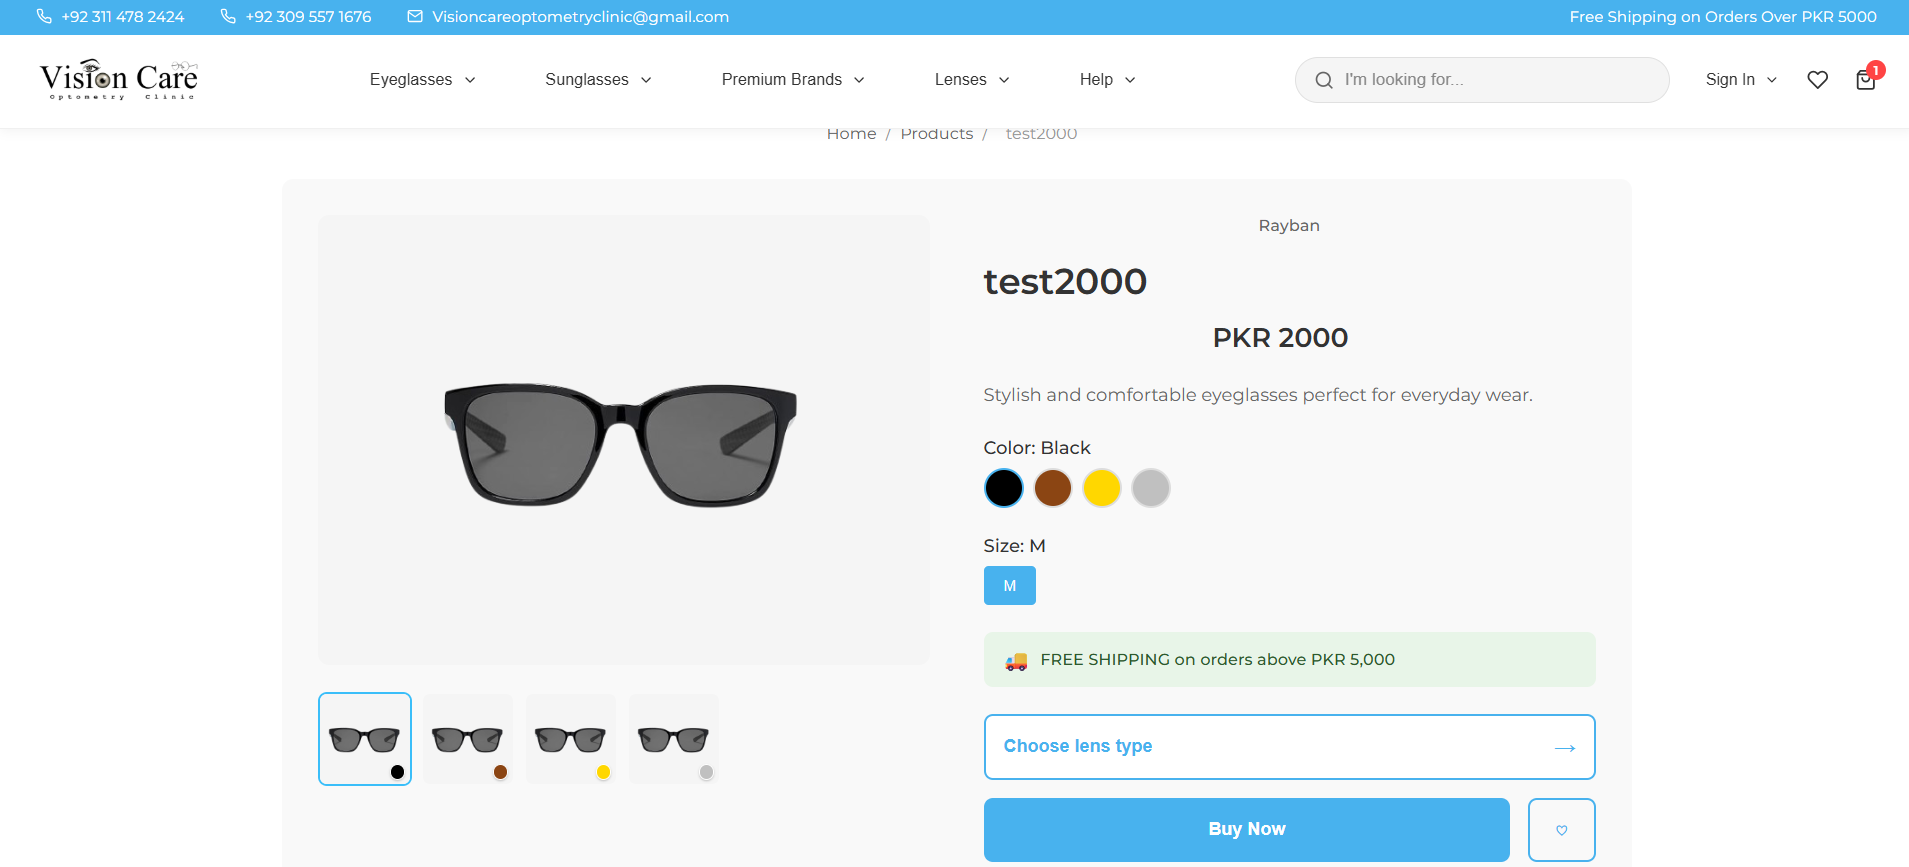 +92 311 478 2424 +92 309 557 1676 Visioncareoptometryclinic@gmail.com Free Shipping on Orders Over PKR 5000
Vision Care
Optometry Clinic
Eyeglasses Sunglasses Premium Brands Lenses Help I'm looking for... Sign In 1
Home / Products / test2000
Rayban
test2000
PKR 2000
Stylish and comfortable eyeglasses perfect for everyday wear.
Color: Black
Size: M
M
FREE SHIPPING on orders above PKR 5,000
Choose lens type →
Buy Now